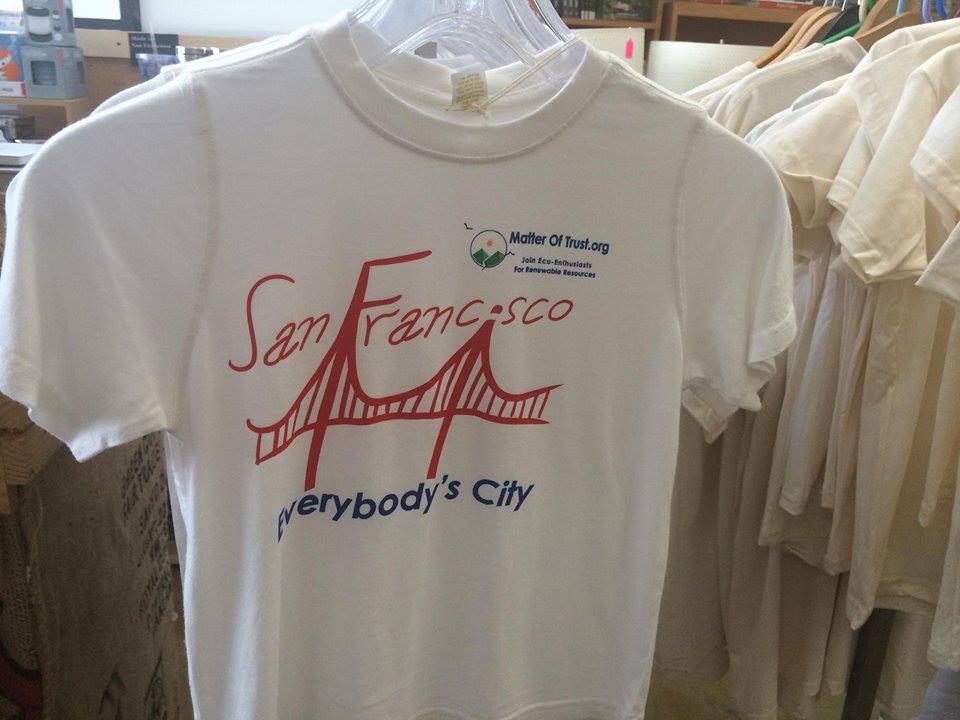 Matter Of Trust.org
Join Eco-Enthusiasts
For Renewable Resources
San Francisco
Everybody's City